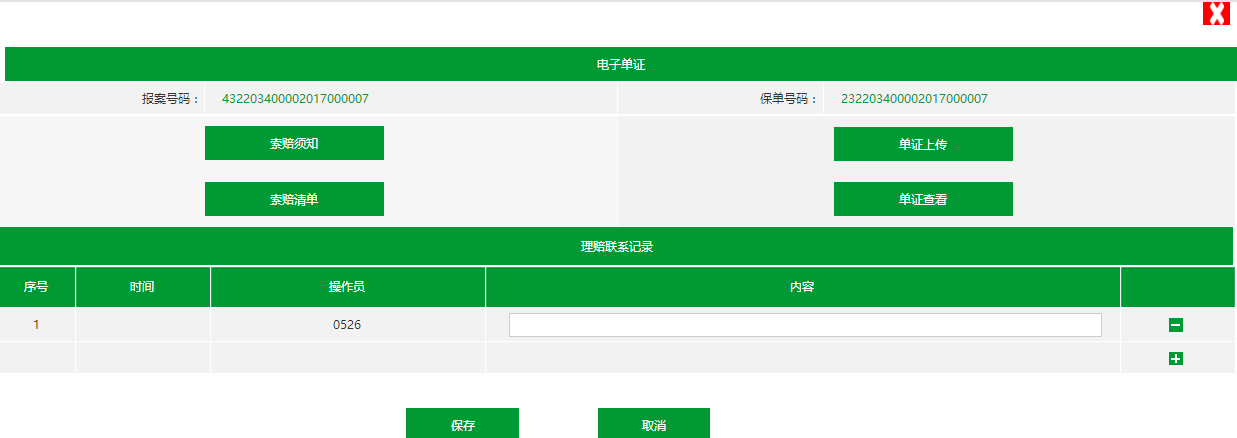 电子单证
报案号码： 432203400002017000007 保单号码： 232203400002017000007
索赔须知 单证上传
索赔清单 单证查看
理赔联系记录
序号 时间 操作员 内容
1 0526
保存 取消